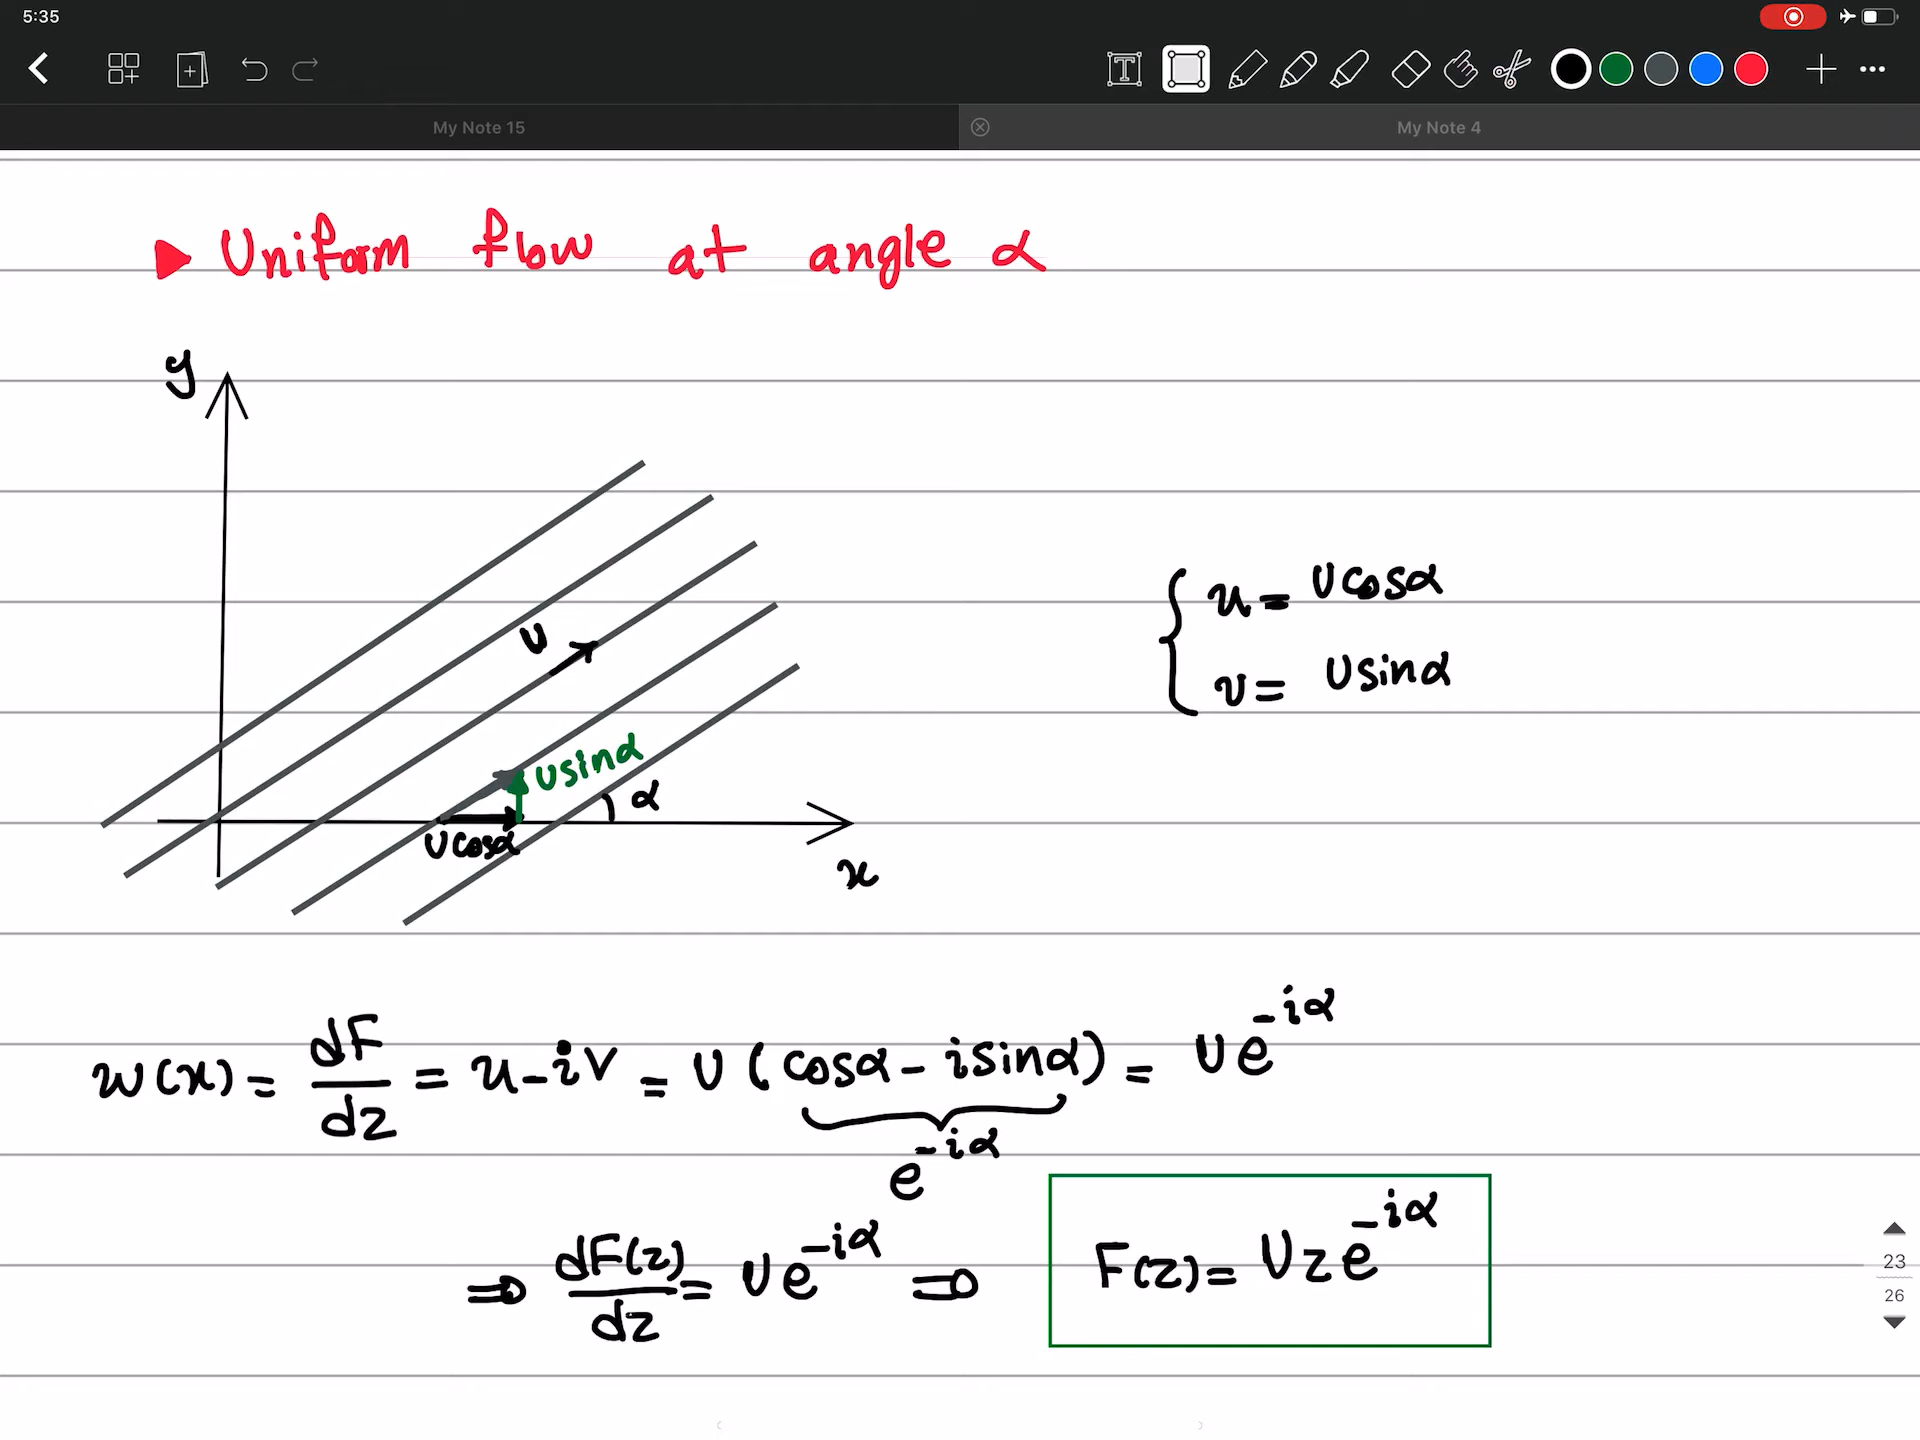 5:35
My Note 15
My Note 4
▶ Uniform flow at angle α
y
U
Usinα
α
Ucosα
x
u = Ucosα
v = Usinα
w(x) = dF/dz = u - iv = U(cosα - isinα) = Ue^-iα
e^-iα
⇒ dF(z)/dz = Ue^-iα ⇒ F(z) = Uze^-iα
23
26